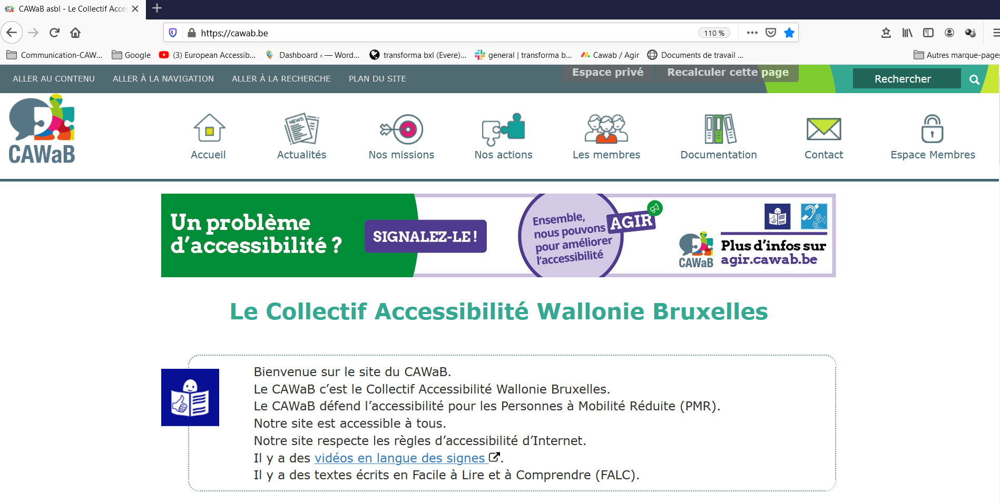 CAWaB asbl - Le Collectif Acces
https://cawab.be
110 %
Communication-CAW...
Google
(3) European Accessib...
Dashboard ‹ — Word...
transforma bxl (Evere)...
general | transforma b...
Cawab / Agir
Documents de travail ...
Autres marque-pages
ALLER AU CONTENU
ALLER À LA NAVIGATION
ALLER À LA RECHERCHE
PLAN DU SITE
Espace privé
Recalculer cette page
Rechercher
CAWaB
NEWS
Accueil
Actualités
Nos missions
Nos actions
Les membres
Documentation
Contact
Espace Membres
Un problème
d’accessibilité ?
SIGNALEZ-LE !
Ensemble,
nous pouvons AGIR
pour améliorer
l’accessibilité
CAWaB
Plus d’infos sur
agir.cawab.be
Le Collectif Accessibilité Wallonie Bruxelles
Bienvenue sur le site du CAWaB.
Le CAWaB c’est le Collectif Accessibilité Wallonie Bruxelles.
Le CAWaB défend l’accessibilité pour les Personnes à Mobilité Réduite (PMR).
Notre site est accessible à tous.
Notre site respecte les règles d’accessibilité d’Internet.
Il y a des vidéos en langue des signes .
Il y a des textes écrits en Facile à Lire et à Comprendre (FALC).